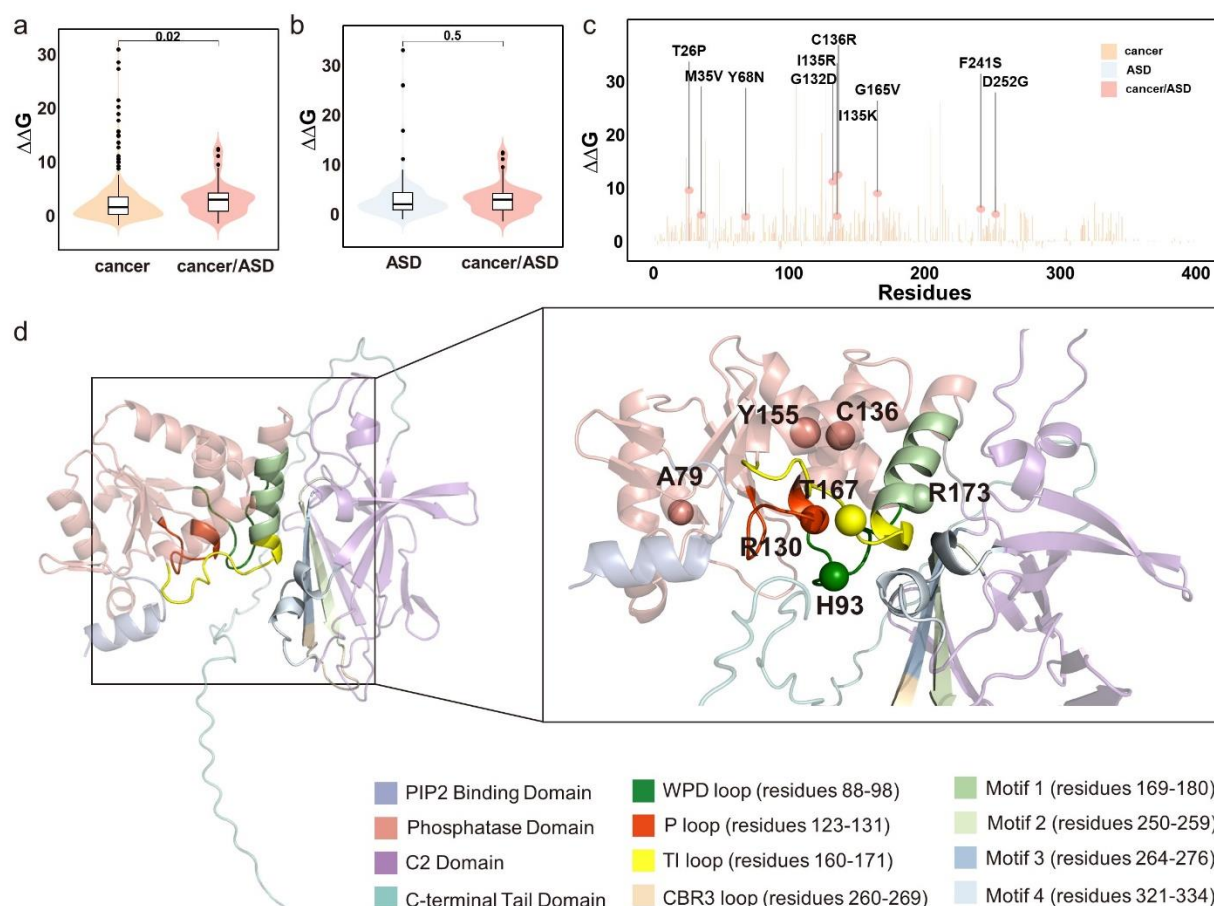 a
0.02
30
20
10
0
ΔΔG
cancer
cancer/ASD
b
0.5
30
20
10
0
ΔΔG
ASD
cancer/ASD
c
C136R
T26P
I135R
F241S
M35V
Y68N
G132D
G165V
D252G
I135K
cancer
ASD
cancer/ASD
30
20
10
0
ΔΔG
0
100
200
300
400
Residues
d
Y155
C136
A79
T167
R173
R130
H93
PIP2 Binding Domain
Phosphatase Domain
C2 Domain
C-terminal Tail Domain
WPD loop (residues 88-98)
P loop (residues 123-131)
TI loop (residues 160-171)
CBR3 loop (residues 260-269)
Motif 1 (residues 169-180)
Motif 2 (residues 250-259)
Motif 3 (residues 264-276)
Motif 4 (residues 321-334)